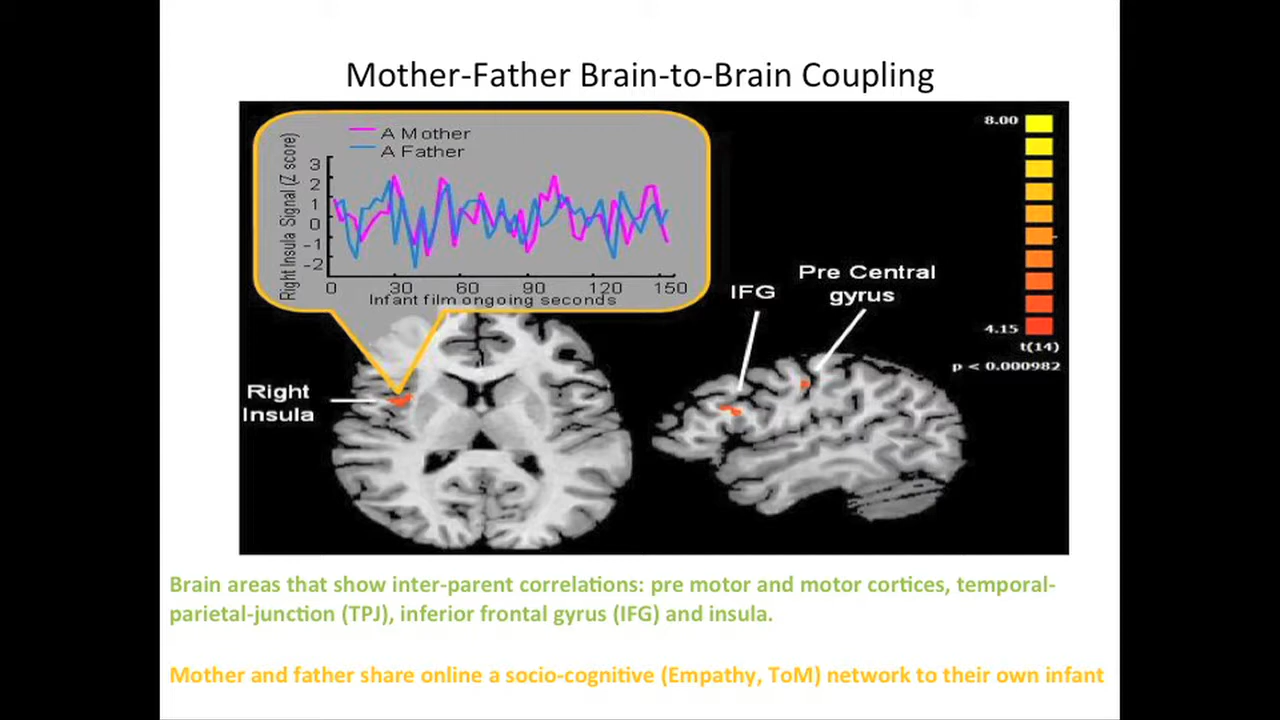 Mother-Father Brain-to-Brain Coupling
A Mother
A Father
Right Insula Signal (Z score)
3
2
1
0
-1
-2
0 30 60 90 120 150
Infant film ongoing seconds
8.00
4.15
t(14)
p < 0.000982
Right
Insula
IFG
Pre Central
gyrus
Brain areas that show inter-parent correlations: pre motor and motor cortices, temporal-
parietal-junction (TPJ), inferior frontal gyrus (IFG) and insula.
Mother and father share online a socio-cognitive (Empathy, ToM) network to their own infant